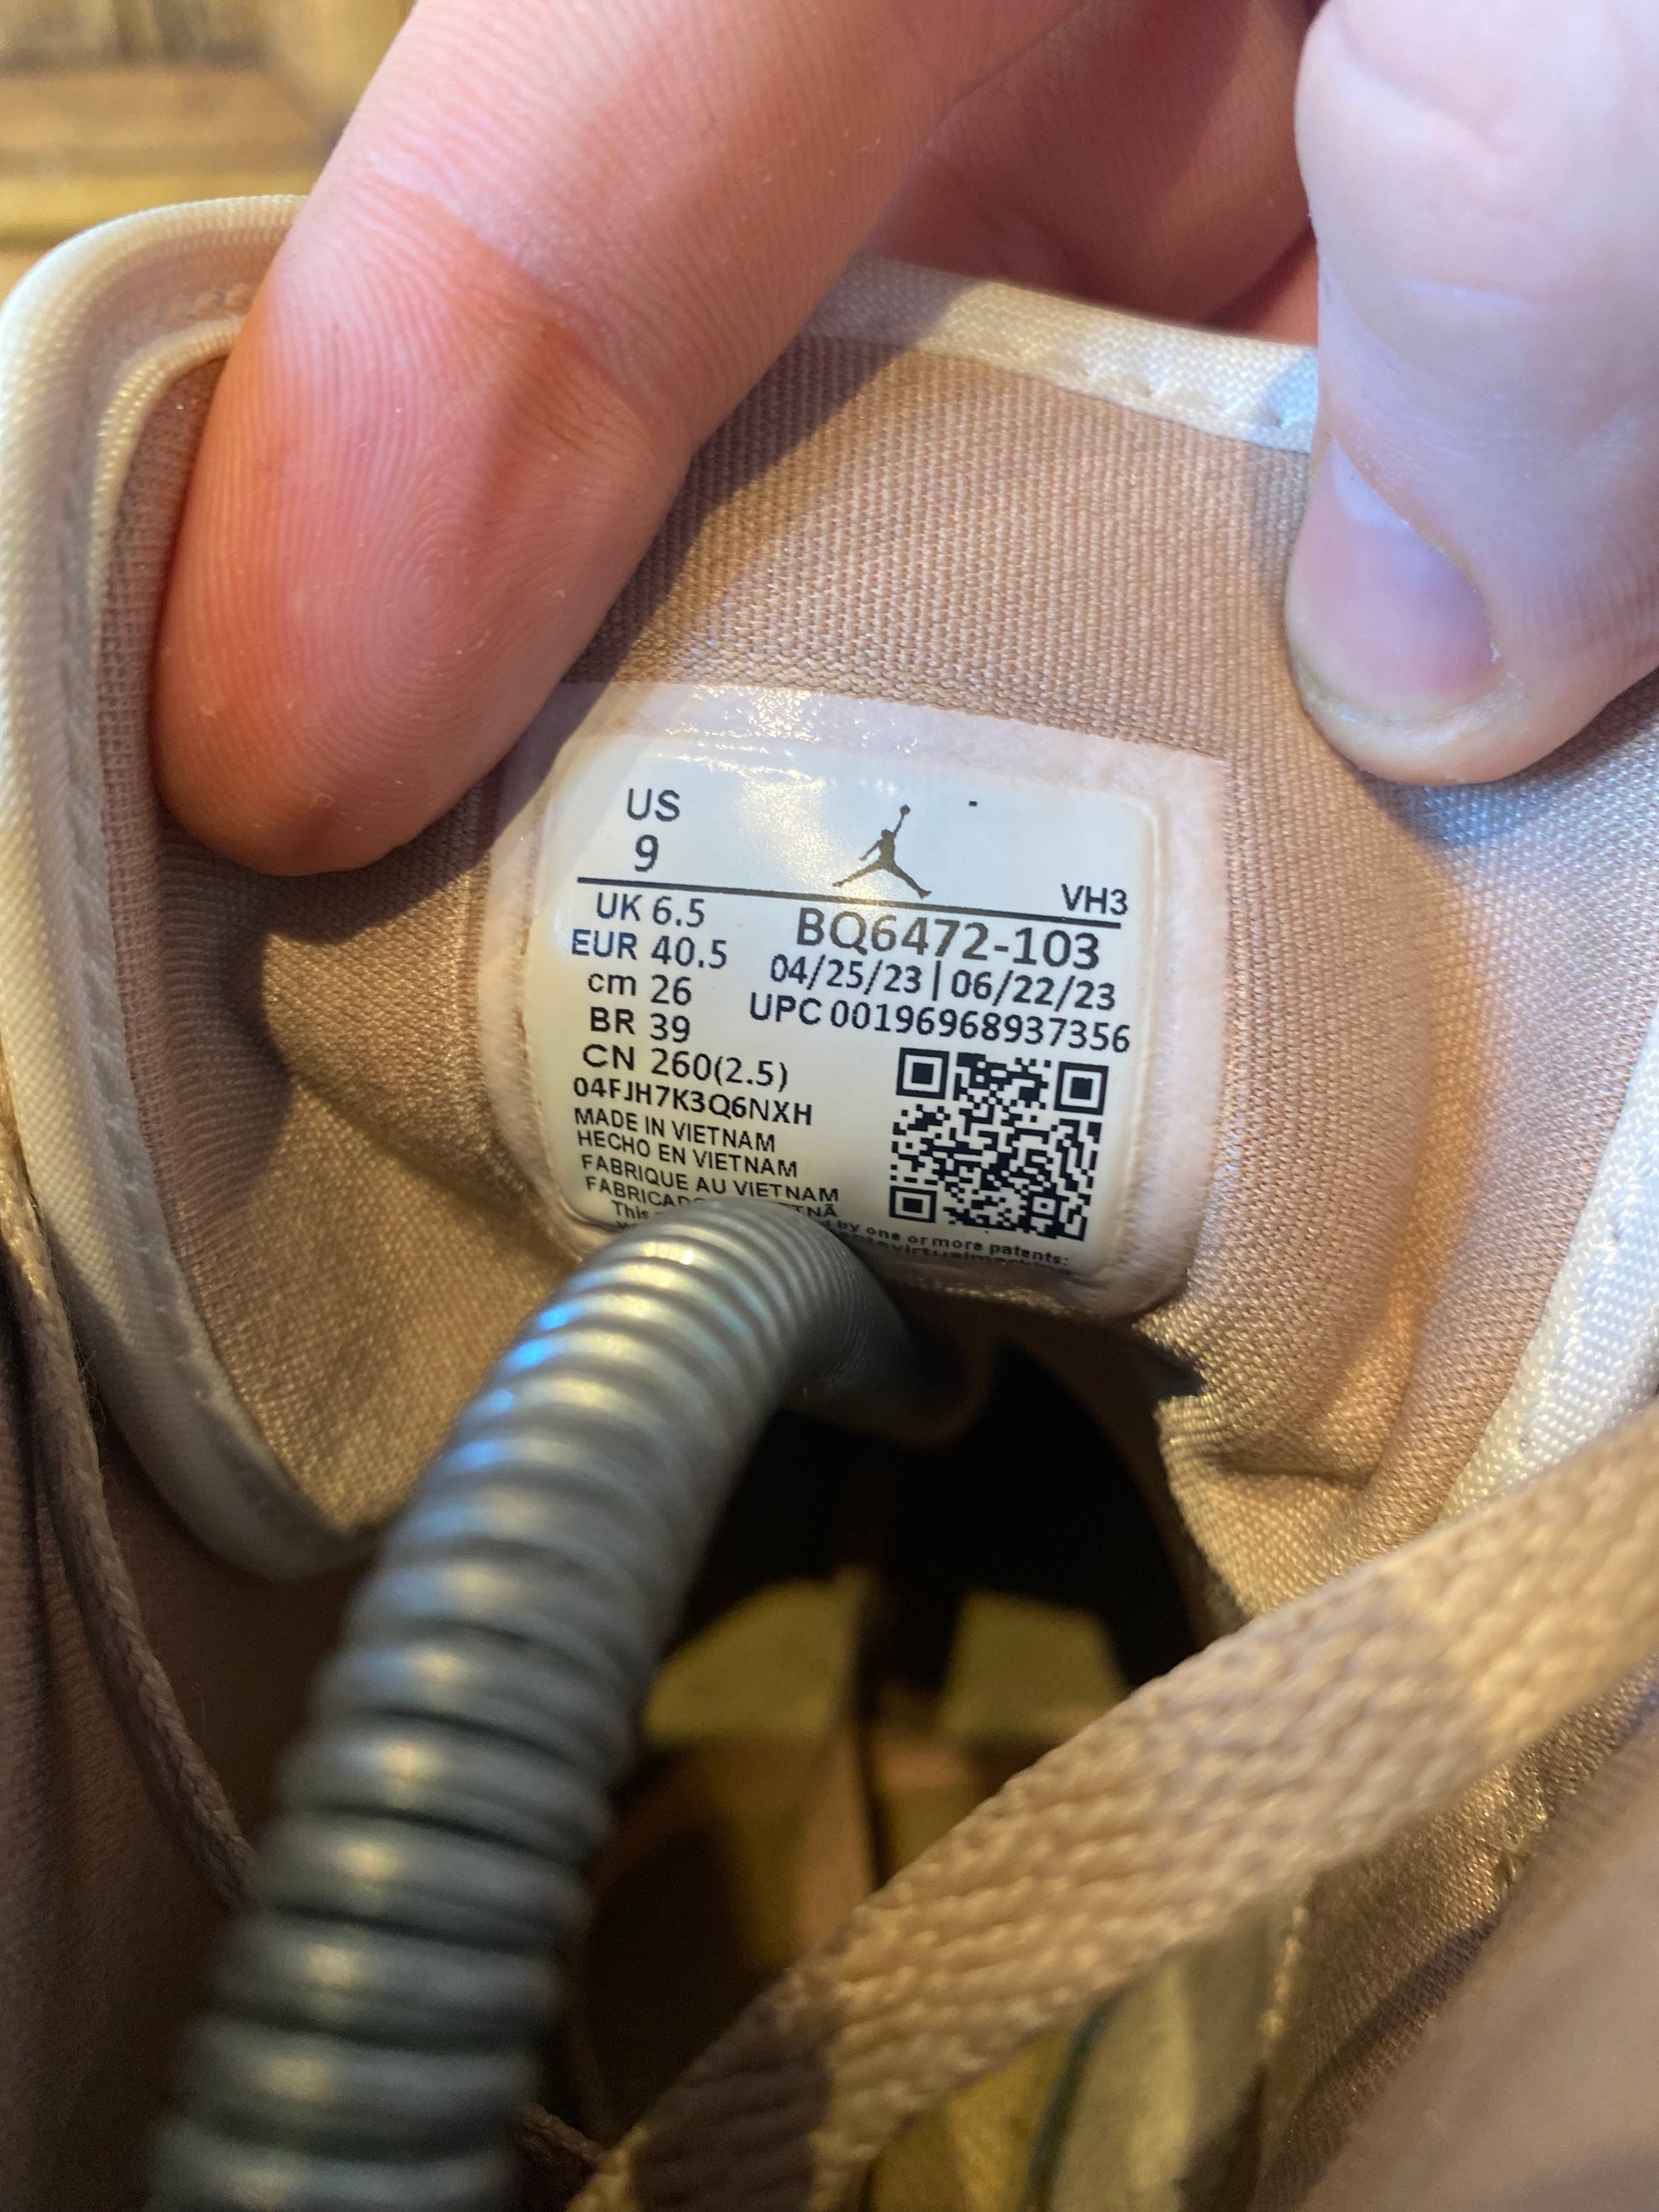 US
9
VH3
UK 6.5
BQ6472-103
EUR 40.5
04/25/23 | 06/22/23
cm 26
UPC 00196968937356
BR 39
CN 260(2.5)
04FJH7K3Q6NXH
MADE IN VIETNAM
HECHO EN VIETNAM
FABRIQUE AU VIETNAM
This
by one or more patents: